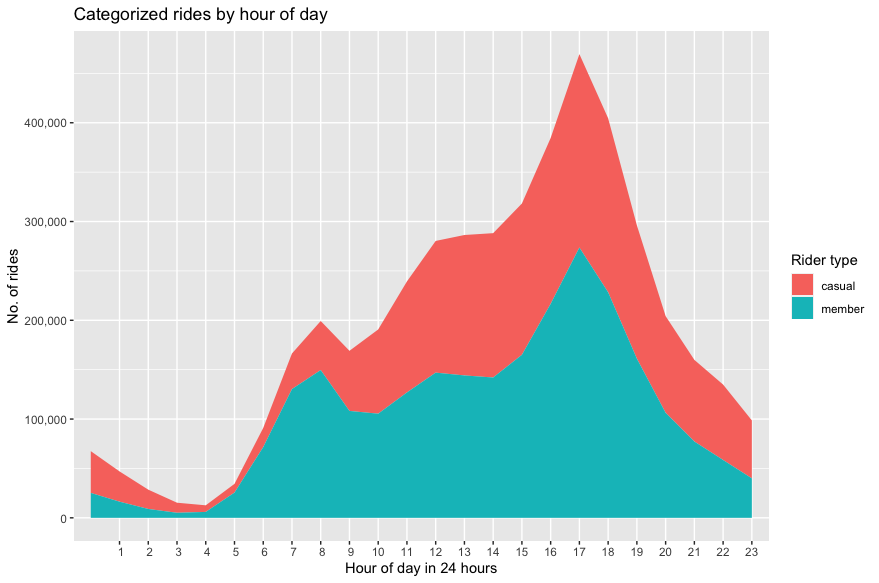 Categorized rides by hour of day
No. of rides
400,000
300,000
200,000
100,000
0
1 2 3 4 5 6 7 8 9 10 11 12 13 14 15 16 17 18 19 20 21 22 23
Hour of day in 24 hours
Rider type
casual
member